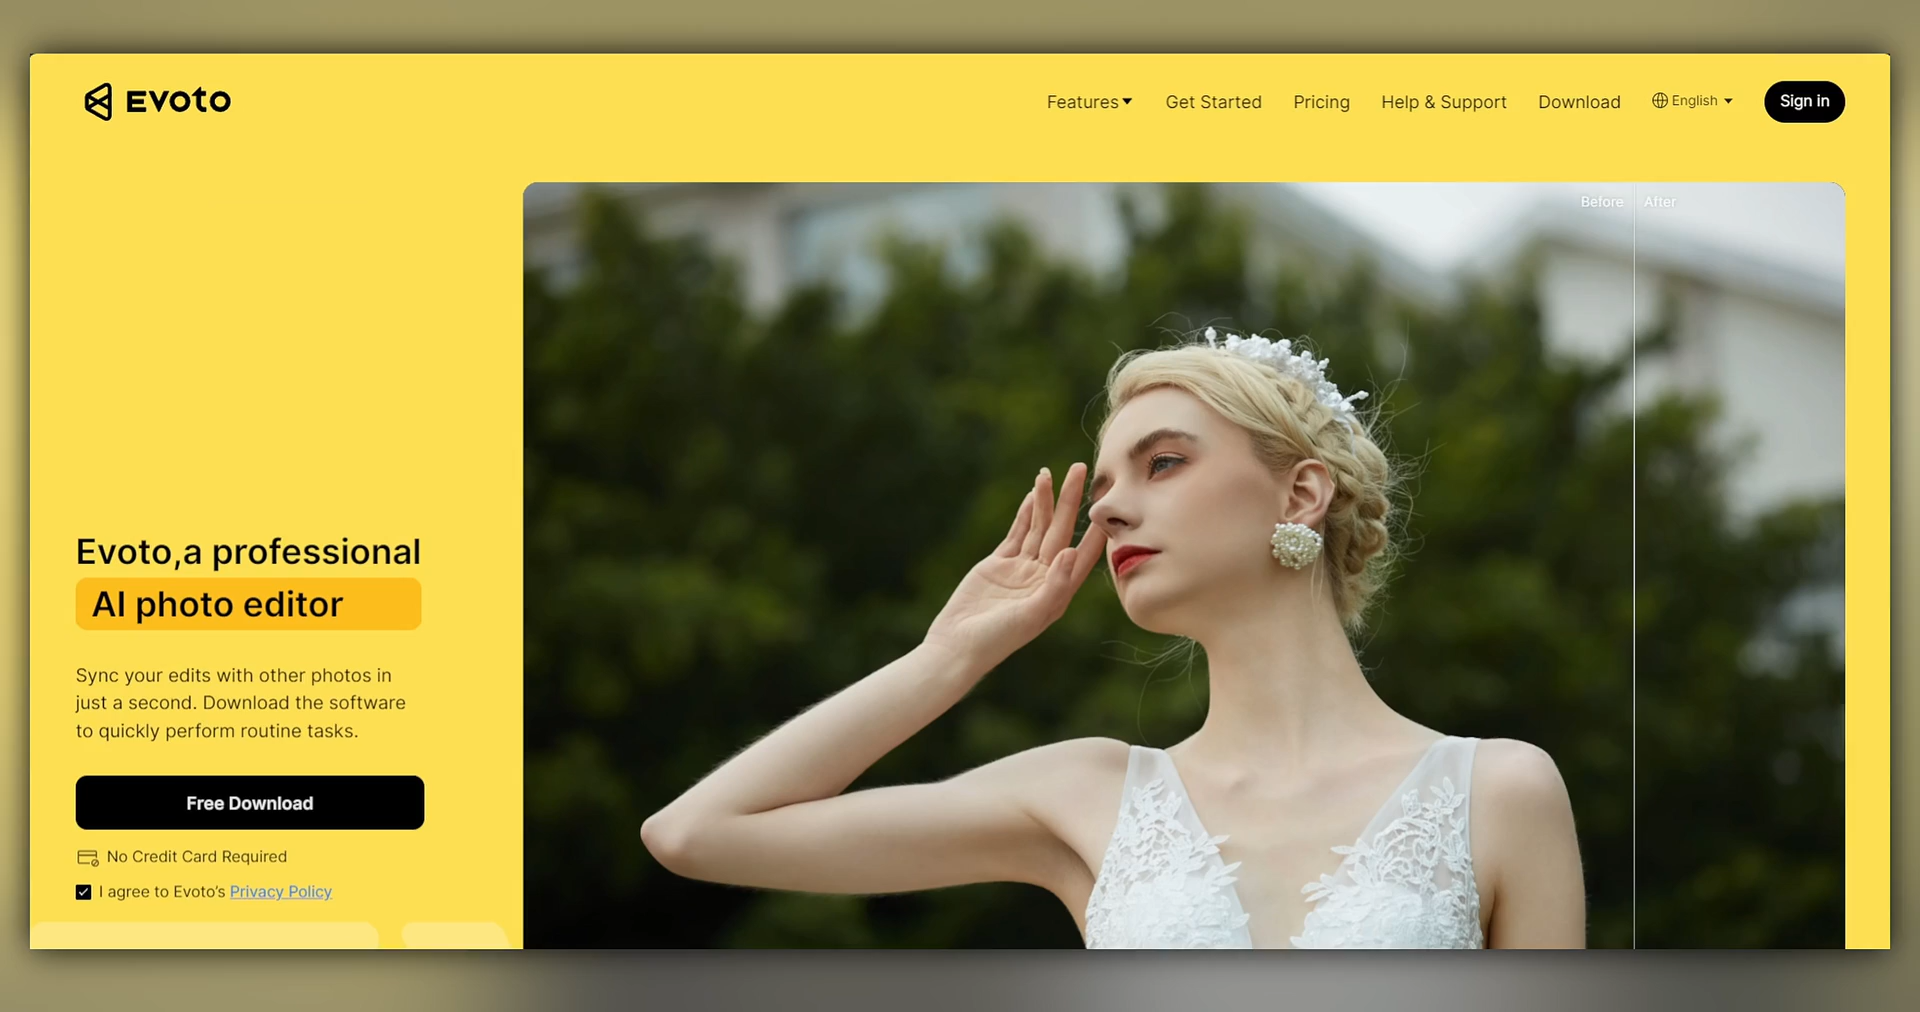 EVOTO
Features
Get Started
Pricing
Help & Support
Download
English
Sign in
Before
After
Evoto,a professional
AI photo editor
Sync your edits with other photos in
just a second. Download the software
to quickly perform routine tasks.
Free Download
No Credit Card Required
I agree to Evoto's Privacy Policy